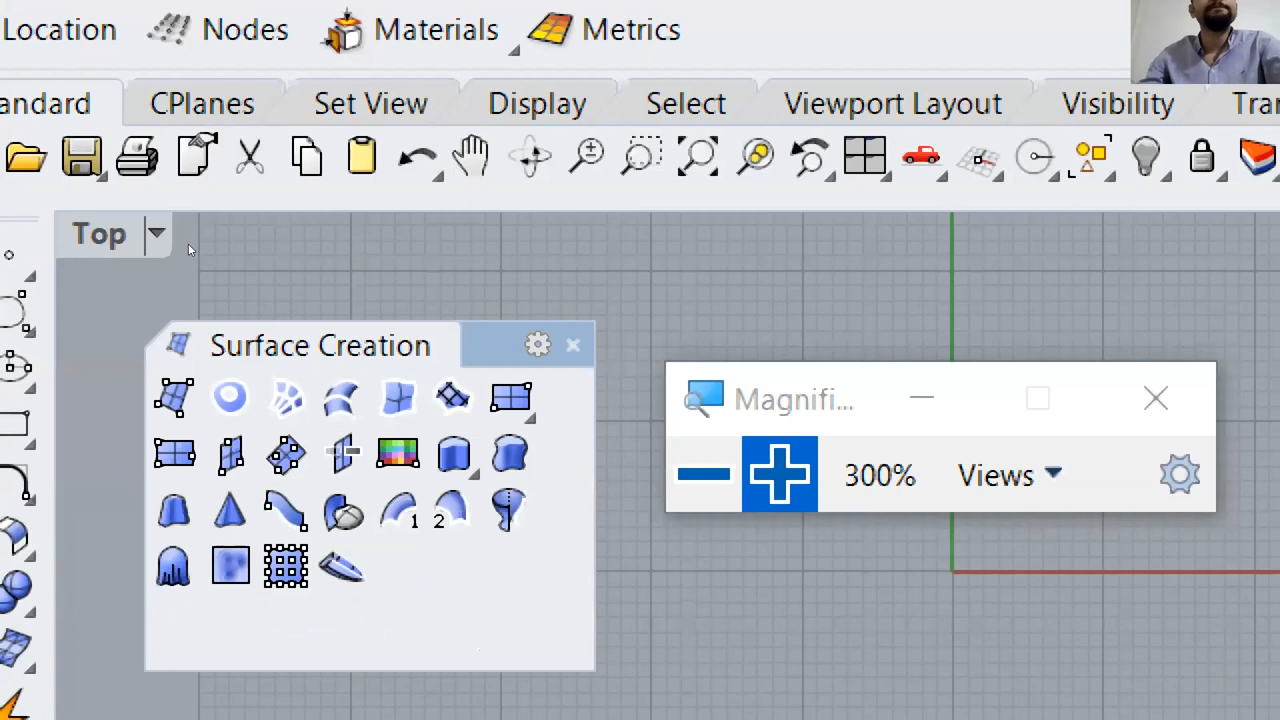 Location Nodes Materials Metrics
andard CPlanes Set View Display Select Viewport Layout Visibility Tra
Top
Surface Creation
Magnifi...
300% Views
1 2